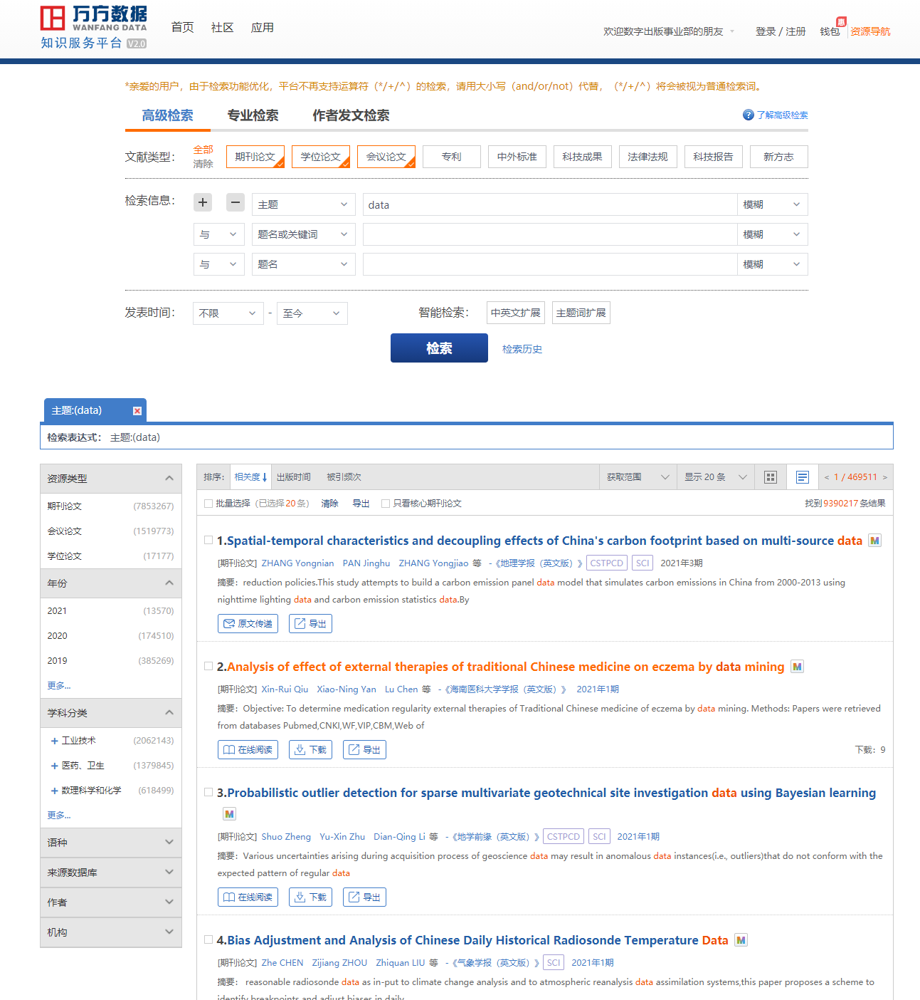 万方数据
WANFANG DATA
知识服务平台 V2.0
首页 社区 应用
欢迎数字出版事业部的朋友 登录 / 注册 钱包 惠 资源导航
*亲爱的用户，由于检索功能优化，平台不再支持运算符（*/+/^）的检索，请用大小写（and/or/not）代替，（*/+/^）将会被视为普通检索词。
高级检索 专业检索 作者发文检索 ? 了解高级检索
文献类型： 全部 清除 期刊论文 学位论文 会议论文 专利 中外标准 科技成果 法律法规 科技报告 新方志
检索信息： + − 主题 data 模糊
与 题名或关键词 模糊
与 题名 模糊
发表时间： 不限 - 至今 智能检索： 中英文扩展 主题词扩展
检索 检索历史
主题:(data)
检索表达式： 主题:(data)
资源类型
期刊论文 (7853267)
会议论文 (1519773)
学位论文 (17177)
年份
2021 (13570)
2020 (174510)
2019 (385269)
更多...
学科分类
+ 工业技术 (2062143)
+ 医药、卫生 (1379845)
+ 数理科学和化学 (618499)
更多...
语种
来源数据库
作者
机构
排序： 相关度 出版时间 被引频次 获取范围 显示 20 条 < 1 / 469511 >
批量选择 (已选择 20 条) 清除 导出 只看核心期刊论文 找到 9390217 条结果
1.Spatial-temporal characteristics and decoupling effects of China's carbon footprint based on multi-source data M
[期刊论文] ZHANG Yongnian PAN Jinghu ZHANG Yongjiao 等 -《地理学报（英文版）》 CSTPCD SCI 2021年3期
摘要：reduction policies.This study attempts to build a carbon emission panel data model that simulates carbon emissions in China from 2000-2013 using
nighttime lighting data and carbon emission statistics data.By
原文传递 导出
2.Analysis of effect of external therapies of traditional Chinese medicine on eczema by data mining M
[期刊论文] Xin-Rui Qiu Xiao-Ning Yan Lu Chen 等 -《海南医科大学学报（英文版）》 2021年1期
摘要：Objective: To determine medication regularity external therapies of Traditional Chinese medicine of eczema by data mining. Methods: Papers were retrieved
from databases Pubmed,CNKI,WF,VIP,CBM,Web of
在线阅读 下载 导出 下载：9
3.Probabilistic outlier detection for sparse multivariate geotechnical site investigation data using Bayesian learning
M
[期刊论文] Shuo Zheng Yu-Xin Zhu Dian-Qing Li 等 -《地学前缘（英文版）》 CSTPCD SCI 2021年1期
摘要：Various uncertainties arising during acquisition process of geoscience data may result in anomalous data instances(i.e., outliers)that do not conform with the
expected pattern of regular data
在线阅读 下载 导出
4.Bias Adjustment and Analysis of Chinese Daily Historical Radiosonde Temperature Data M
[期刊论文] Zhe CHEN Zijiang ZHOU Zhiquan LIU 等 -《气象学报（英文版）》 SCI 2021年1期
摘要： reasonable radiosonde data as in-put to climate change analysis and to atmospheric reanalysis data assimilation systems,this paper proposes a scheme to
identify breakpoints and adjust biases in daily